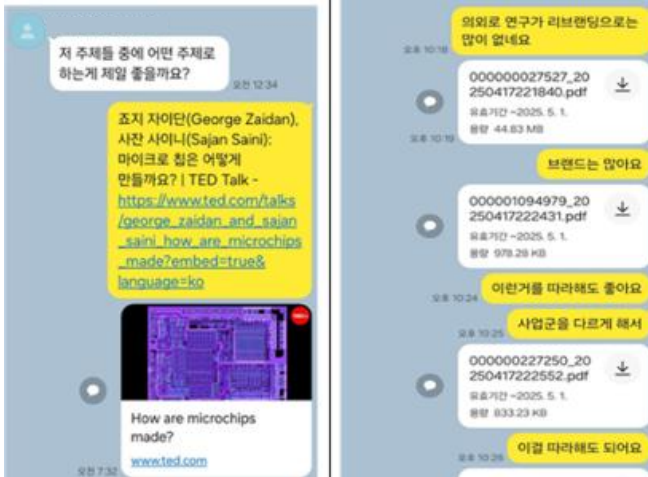 저 주제들 중에 어떤 주제로
하는게 제일 좋을까요?
오전 12:34
죠지 자이단(George Zaidan),
사잔 사이니(Sajan Saini):
마이크로 칩은 어떻게
만들까요? | TED Talk -
https://www.ted.com/talks
/george_zaidan_and_sajan
_saini_how_are_microchips
_made?embed=true&
language=ko
How are microchips
made?
www.ted.com
오전 7:32
의외로 연구가 리브랜딩으로는
많이 없네요
오후 10:18
000000027527_20
250417221840.pdf
유효기간 ~2025. 5. 1.
용량 44.83 MB
오후 10:19
브랜드는 많아요
000001094979_20
250417222431.pdf
유효기간 ~2025. 5. 1.
용량 978.28 KB
이런거를 따라해도 좋아요
오후 10:24
사업군을 다르게 해서
오후 10:25
000000227250_20
250417222552.pdf
유효기간 ~2025. 5. 1.
용량 833.23 KB
이걸 따라해도 되어요
오후 10:26